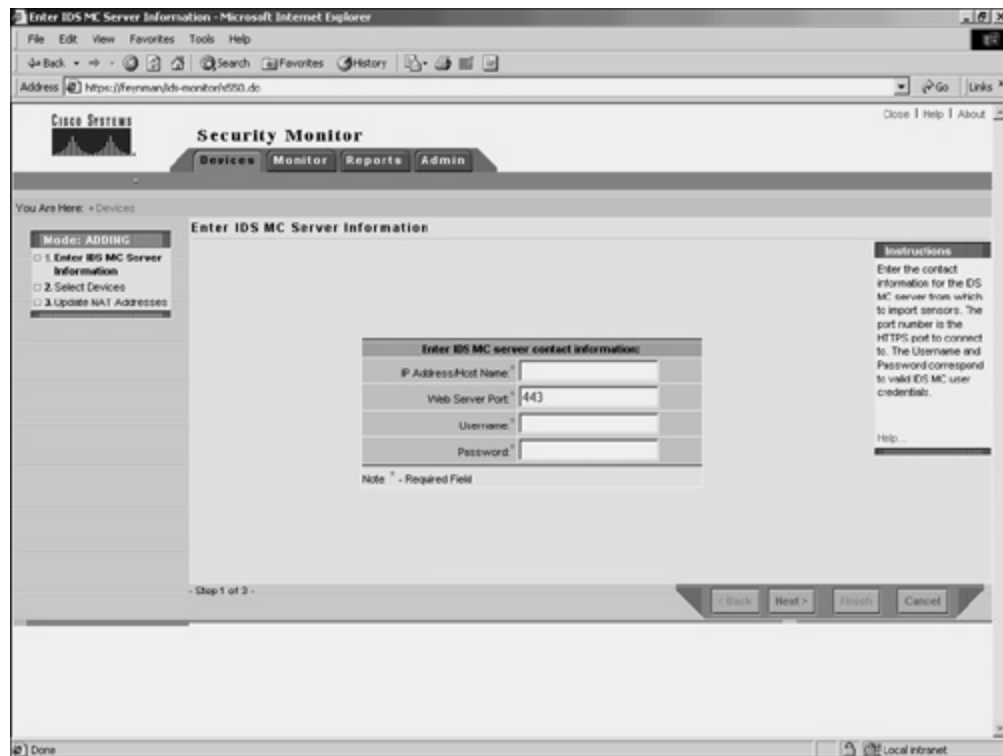 Enter IDS MC Server Information - Microsoft Internet Explorer
File Edit View Favorites Tools Help
Back Search Favorites History
Address https://feynman/ids-monitor/s550.do Go Links
Close | Help | About
CISCO SYSTEMS
Security Monitor
Devices Monitor Reports Admin
You Are Here: • Devices
Mode: ADDING
1. Enter IDS MC Server
Information
2. Select Devices
3. Update NAT Addresses
Enter IDS MC Server Information
Enter IDS MC server contact information:
IP Address/Host Name:*
Web Server Port:* 443
Username:*
Password:*
Note: * - Required Field
Instructions
Enter the contact
information for the IDS
MC server from which
to import sensors. The
port number is the
HTTPS port to connect
to. The Username and
Password correspond
to valid IDS MC user
credentials.
Help...
- Step 1 of 3 -
< Back Next > Finish Cancel
Done Local intranet